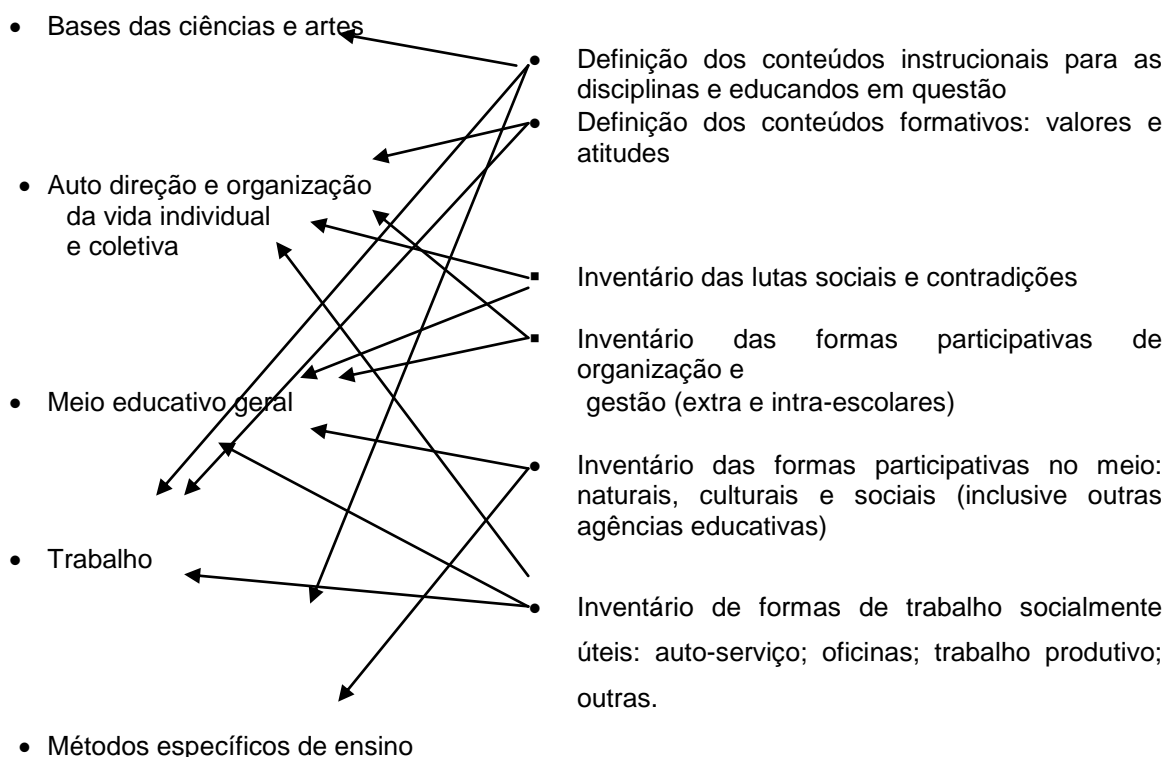 • Bases das ciências e artes
• Definição dos conteúdos instrucionais para as
disciplinas e educandos em questão
• Definição dos conteúdos formativos: valores e
atitudes
• Auto direção e organização
da vida individual
e coletiva
▪ Inventário das lutas sociais e contradições
▪ Inventário das formas participativas de
organização e
gestão (extra e intra-escolares)
• Meio educativo geral
• Inventário das formas participativas no meio:
naturais, culturais e sociais (inclusive outras
agências educativas)
• Trabalho
• Inventário de formas de trabalho socialmente
úteis: auto-serviço; oficinas; trabalho produtivo;
outras.
• Métodos específicos de ensino